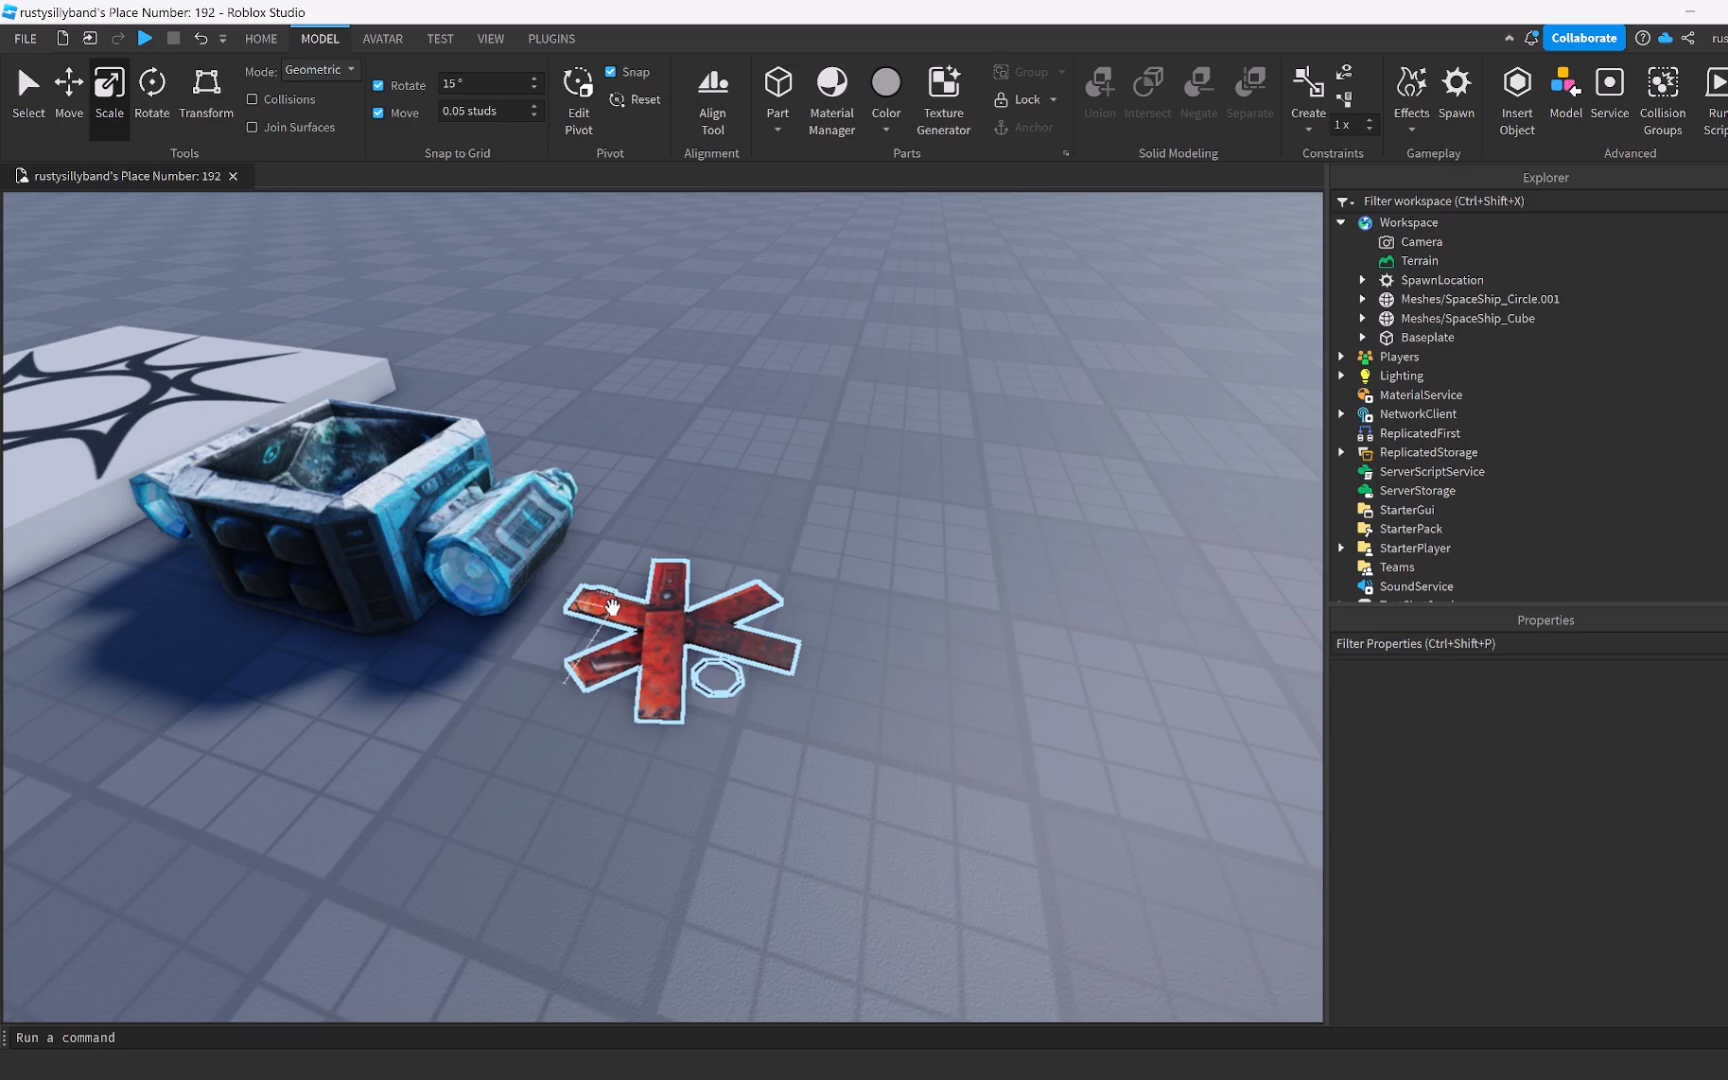 rustysillyband's Place Number: 192 - Roblox Studio
FILE HOME MODEL AVATAR TEST VIEW PLUGINS Collaborate rus
Mode: Geometric
Rotate 15° Snap Group
Collisions Reset Lock
Move 0.05 studs
Select Move Scale Rotate Transform Edit Pivot Align Tool Part Material Manager Color Texture Generator Union Intersect Negate Separate Create 1 x Effects Spawn Insert Object Model Service Collision Groups Run Scrip
Join Surfaces Anchor
Tools Snap to Grid Pivot Alignment Parts Solid Modeling Constraints Gameplay Advanced
rustysillyband's Place Number: 192
Explorer
Filter workspace (Ctrl+Shift+X)
Workspace
Camera
Terrain
SpawnLocation
Meshes/SpaceShip_Circle.001
Meshes/SpaceShip_Cube
Baseplate
Players
Lighting
MaterialService
NetworkClient
ReplicatedFirst
ReplicatedStorage
ServerScriptService
ServerStorage
StarterGui
StarterPack
StarterPlayer
Teams
SoundService
Properties
Filter Properties (Ctrl+Shift+P)
Run a command